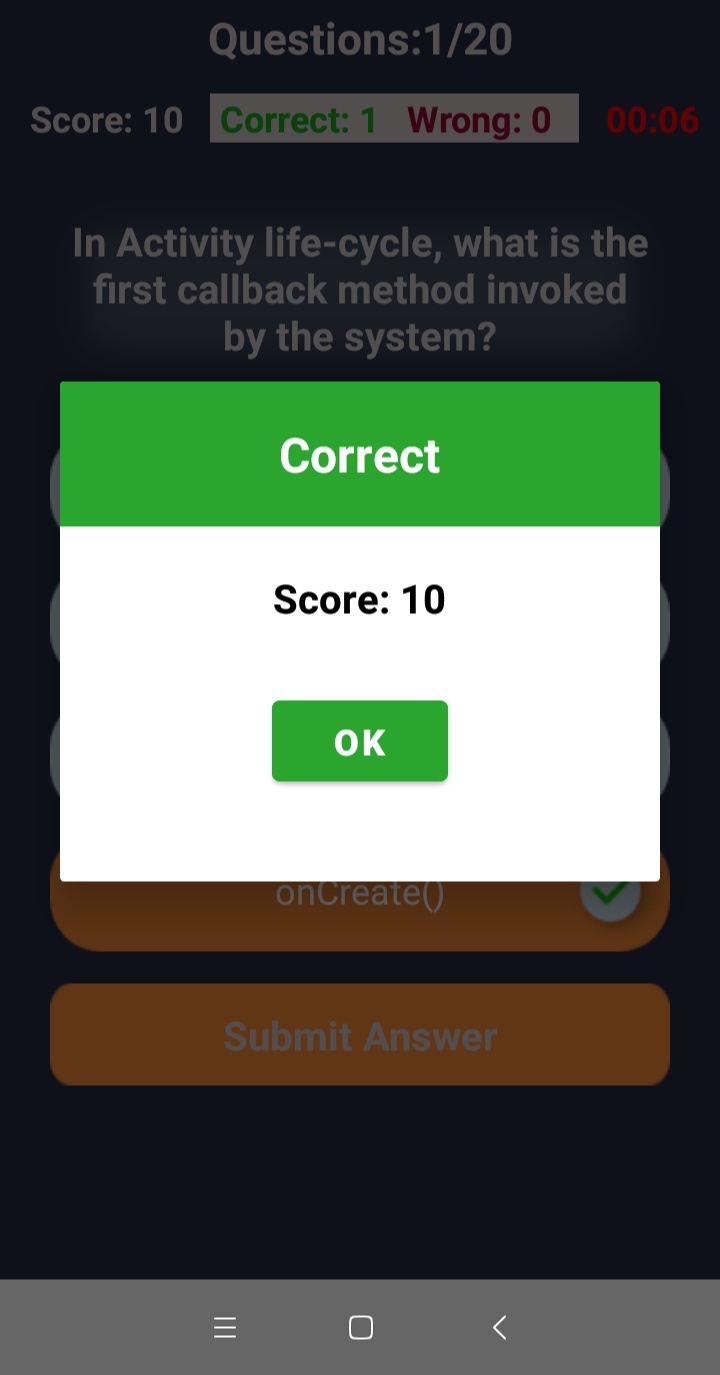 Questions:1/20
Score: 10 Correct: 1 Wrong: 0 00:06
In Activity life-cycle, what is the
first callback method invoked
by the system?
Correct
Score: 10
OK
onCreate()
Submit Answer